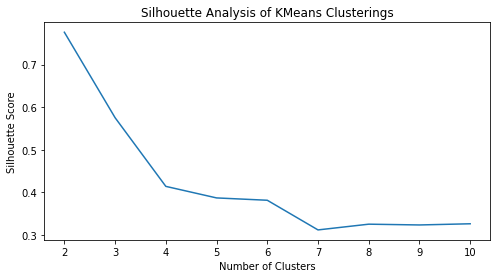 Silhouette Analysis of KMeans Clusterings
Silhouette Score
0.7
0.6
0.5
0.4
0.3
2 3 4 5 6 7 8 9 10
Number of Clusters